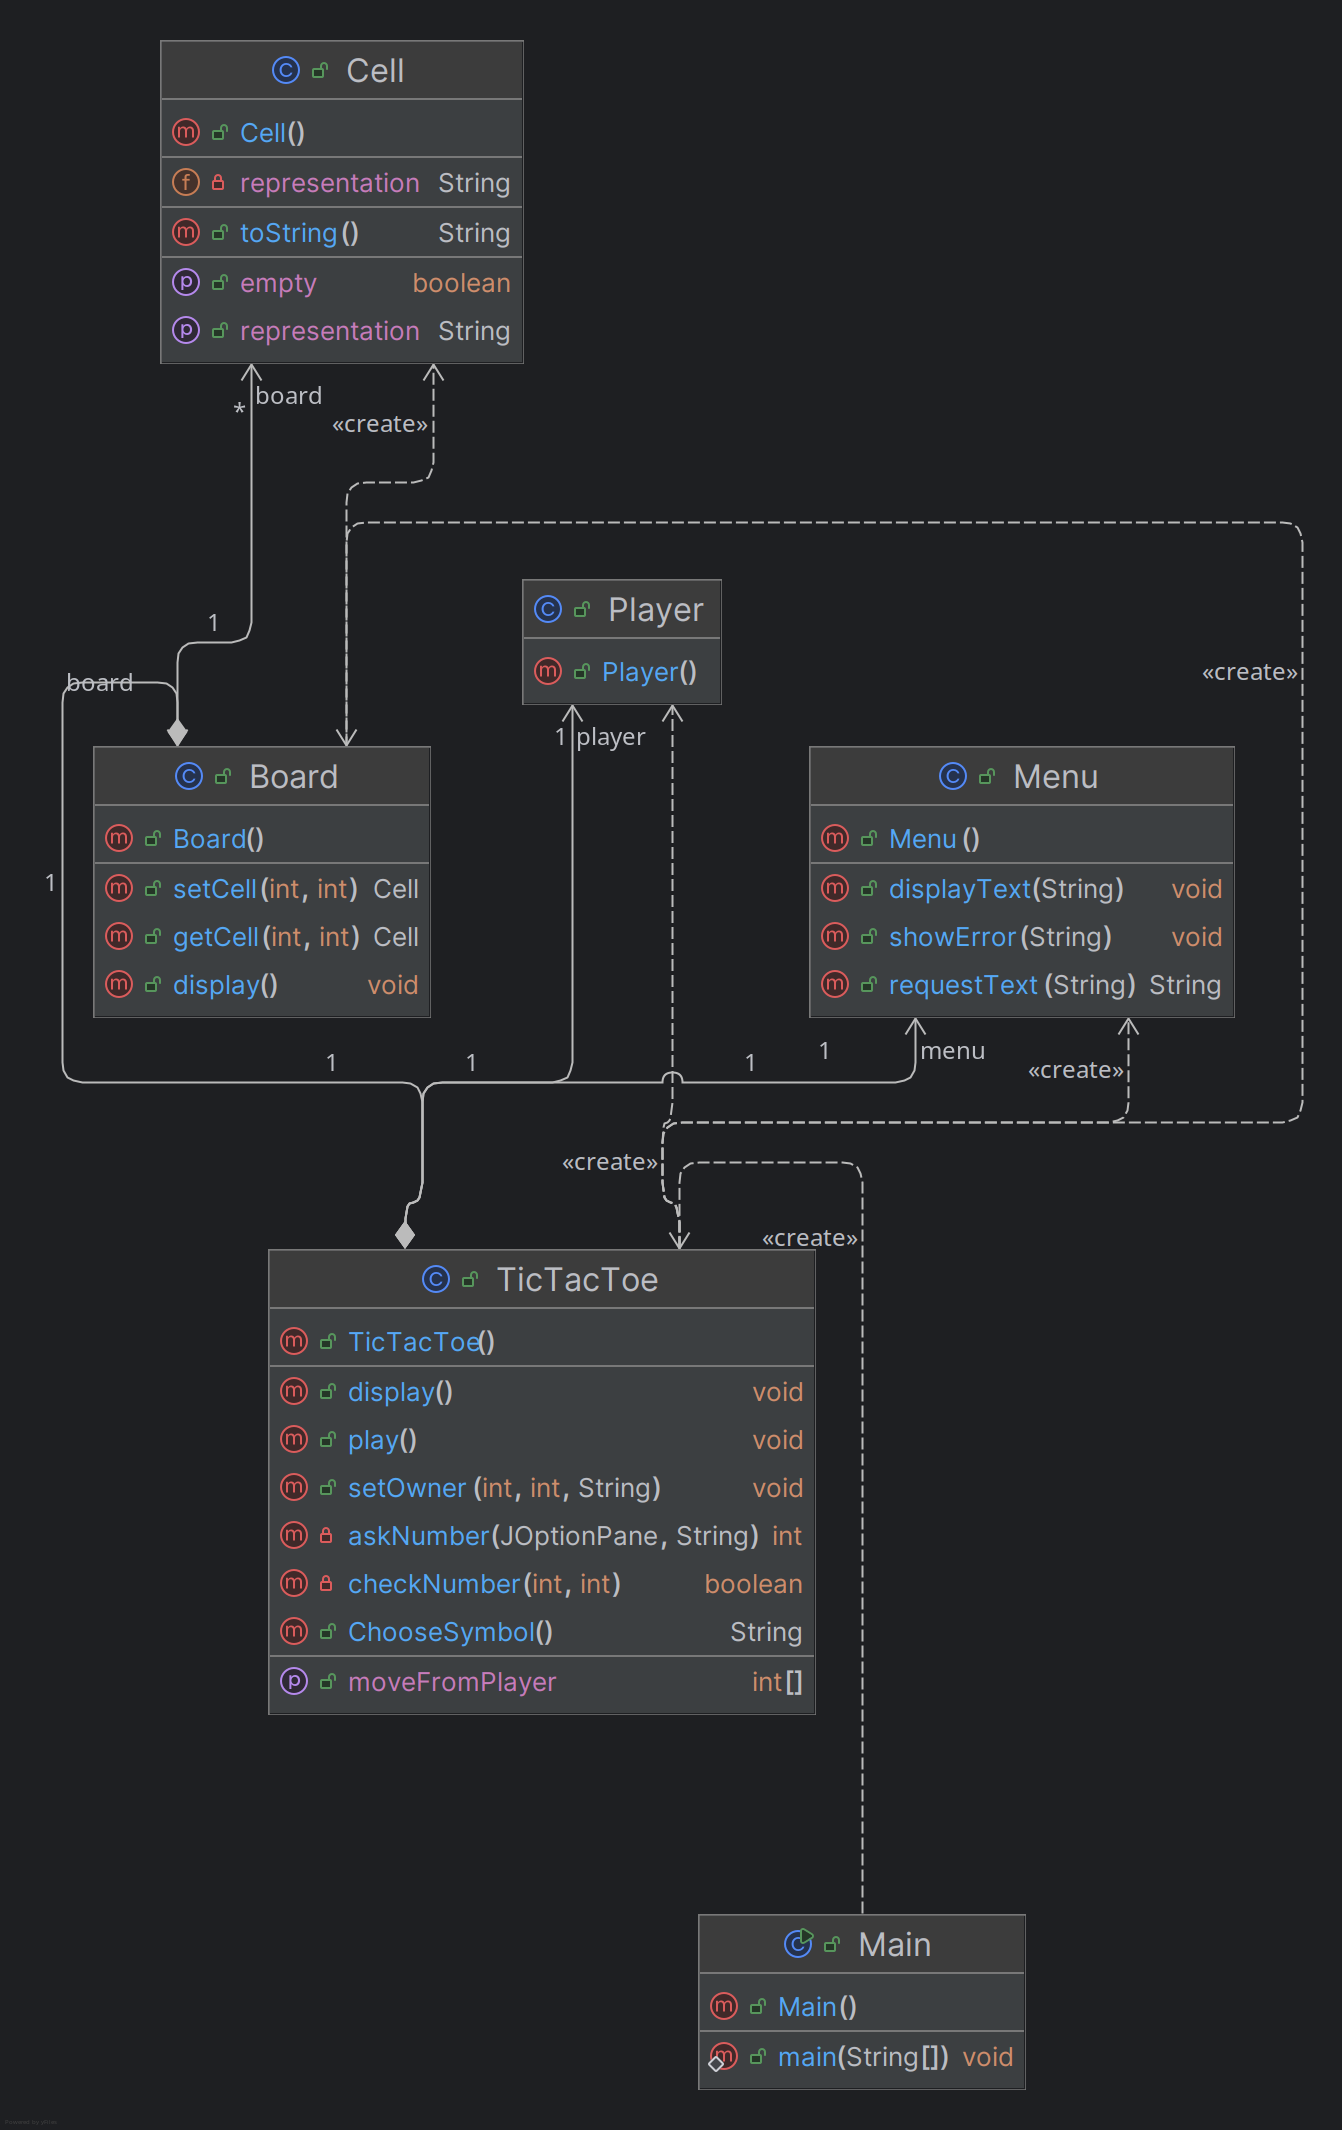 Cell
Cell()
representation String
toString() String
empty boolean
representation String
board
*
«create»
1
board
Player
Player()
«create»
1 player
Board
Board()
setCell(int, int) Cell
getCell(int, int) Cell
display() void
Menu
Menu()
displayText(String) void
showError(String) void
requestText(String) String
1
1
1
1
1
menu
«create»
«create»
«create»
TicTacToe
TicTacToe()
display() void
play() void
setOwner(int, int, String) void
askNumber(JOptionPane, String) int
checkNumber(int, int) boolean
ChooseSymbol() String
moveFromPlayer int[]
Main
Main()
main(String[]) void
Powered by yFiles